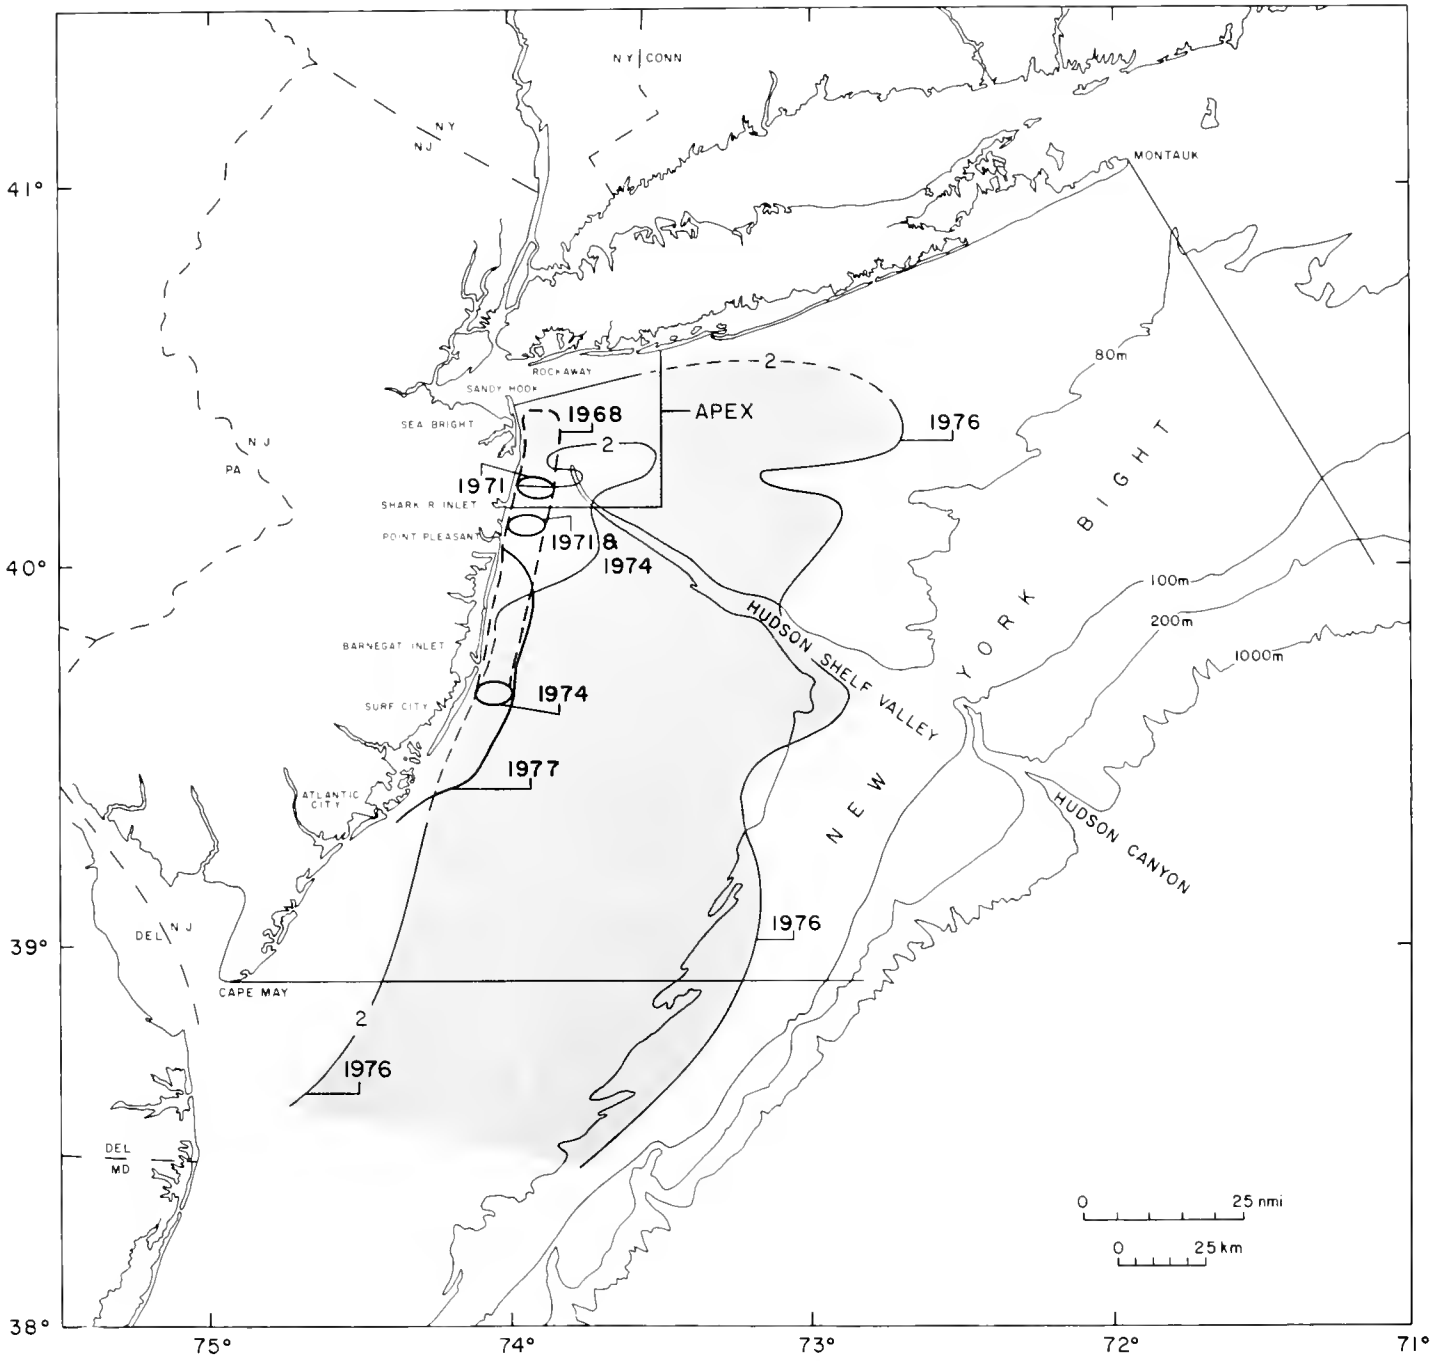 NY|CONN
NY
NJ
MONTAUK
41°
80m
ROCKAWAY
2
SANDY HOOK
1968
APEX
1976
SEA BRIGHT
2
NJ
PA
1971
SHARK R INLET
POINT PLEASANT
1971 &
1974
40°
100m
HUDSON SHELF VALLEY
200m
BARNEGAT INLET
1000m
NEW YORK BIGHT
1974
SURF CITY
1977
ATLANTIC
CITY
HUDSON CANYON
1976
DEL
NJ
39°
CAPE MAY
2
1976
DEL
MD
0 25 nmi
0 25 km
38°
75° 74° 73° 72° 71°